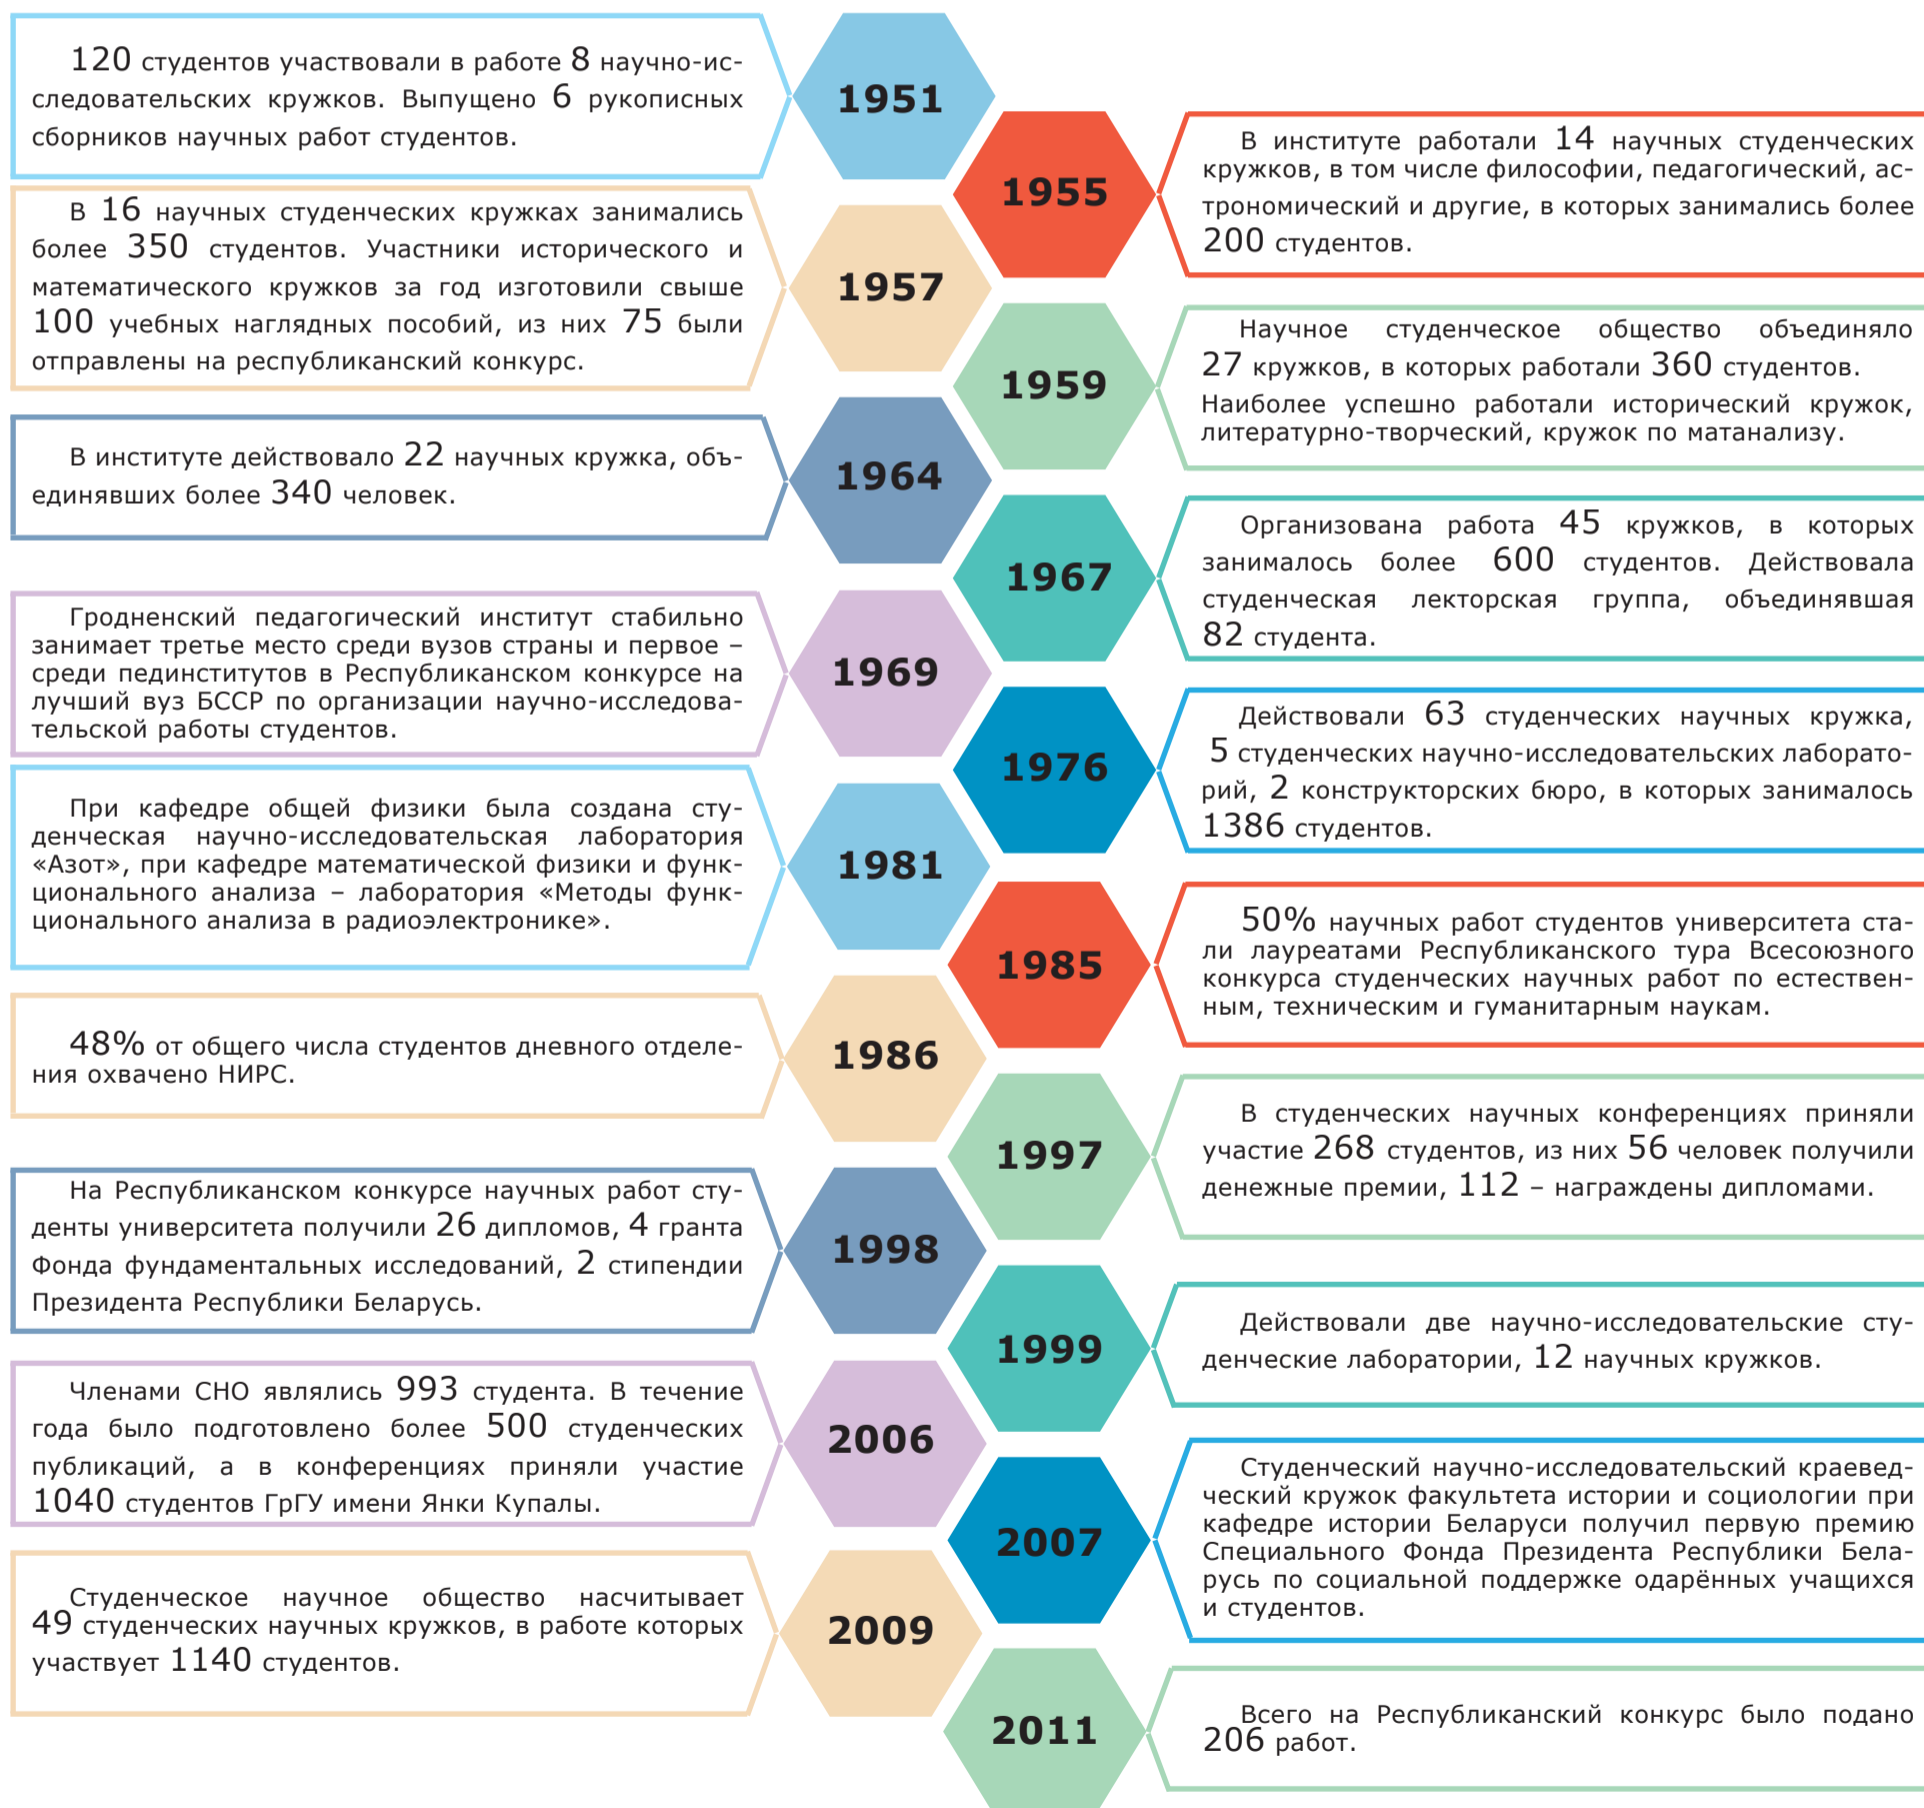 120 студентов участвовали в работе 8 научно-ис-
следовательских кружков. Выпущено 6 рукописных
сборников научных работ студентов.
1951
1955
В институте работали 14 научных студенческих
кружков, в том числе философии, педагогический, ас-
трономический и другие, в которых занимались более
200 студентов.
В 16 научных студенческих кружках занимались
более 350 студентов. Участники исторического и
математического кружков за год изготовили свыше
100 учебных наглядных пособий, из них 75 были
отправлены на республиканский конкурс.
1957
1959
Научное студенческое общество объединяло
27 кружков, в которых работали 360 студентов.
Наиболее успешно работали исторический кружок,
литературно-творческий, кружок по матанализу.
В институте действовало 22 научных кружка, объ-
единявших более 340 человек.
1964
1967
Организована работа 45 кружков, в которых
занималось более 600 студентов. Действовала
студенческая лекторская группа, объединявшая
82 студента.
Гродненский педагогический институт стабильно
занимает третье место среди вузов страны и первое –
среди пединститутов в Республиканском конкурсе на
лучший вуз БССР по организации научно-исследова-
тельской работы студентов.
1969
1976
Действовали 63 студенческих научных кружка,
5 студенческих научно-исследовательских лаборато-
рий, 2 конструкторских бюро, в которых занималось
1386 студентов.
При кафедре общей физики была создана сту-
денческая научно-исследовательская лаборатория
«Азот», при кафедре математической физики и функ-
ционального анализа – лаборатория «Методы функ-
ционального анализа в радиоэлектронике».
1981
1985
50% научных работ студентов университета ста-
ли лауреатами Республиканского тура Всесоюзного
конкурса студенческих научных работ по естествен-
ным, техническим и гуманитарным наукам.
48% от общего числа студентов дневного отделе-
ния охвачено НИРС.
1986
1997
В студенческих научных конференциях приняли
участие 268 студентов, из них 56 человек получили
денежные премии, 112 – награждены дипломами.
На Республиканском конкурсе научных работ сту-
денты университета получили 26 дипломов, 4 гранта
Фонда фундаментальных исследований, 2 стипендии
Президента Республики Беларусь.
1998
1999
Действовали две научно-исследовательские сту-
денческие лаборатории, 12 научных кружков.
Членами СНО являлись 993 студента. В течение
года было подготовлено более 500 студенческих
публикаций, а в конференциях приняли участие
1040 студентов ГрГУ имени Янки Купалы.
2006
2007
Студенческий научно-исследовательский краевед-
ческий кружок факультета истории и социологии при
кафедре истории Беларуси получил первую премию
Специального Фонда Президента Республики Бела-
русь по социальной поддержке одарённых учащихся
и студентов.
Студенческое научное общество насчитывает
49 студенческих научных кружков, в работе которых
участвует 1140 студентов.
2009
2011
Всего на Республиканский конкурс было подано
206 работ.